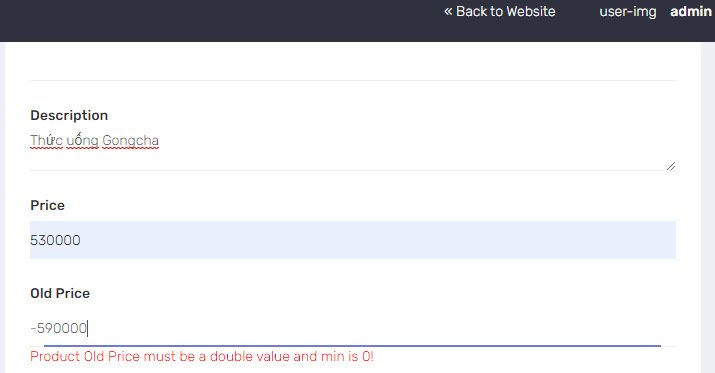 « Back to Website user-img admin
Description
Thức uống Gongcha
Price
530000
Old Price
-590000
Product Old Price must be a double value and min is 0!